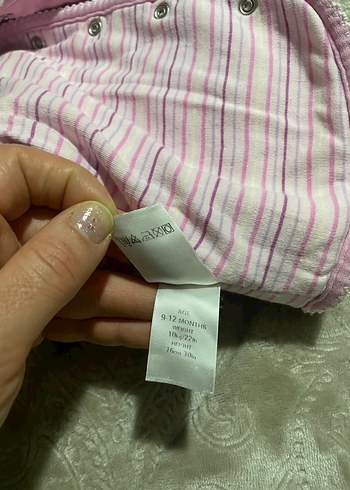 AGE
9-12 MONTHS
WEIGHT
10KG/22lb
HEIGHT
76cm 30in